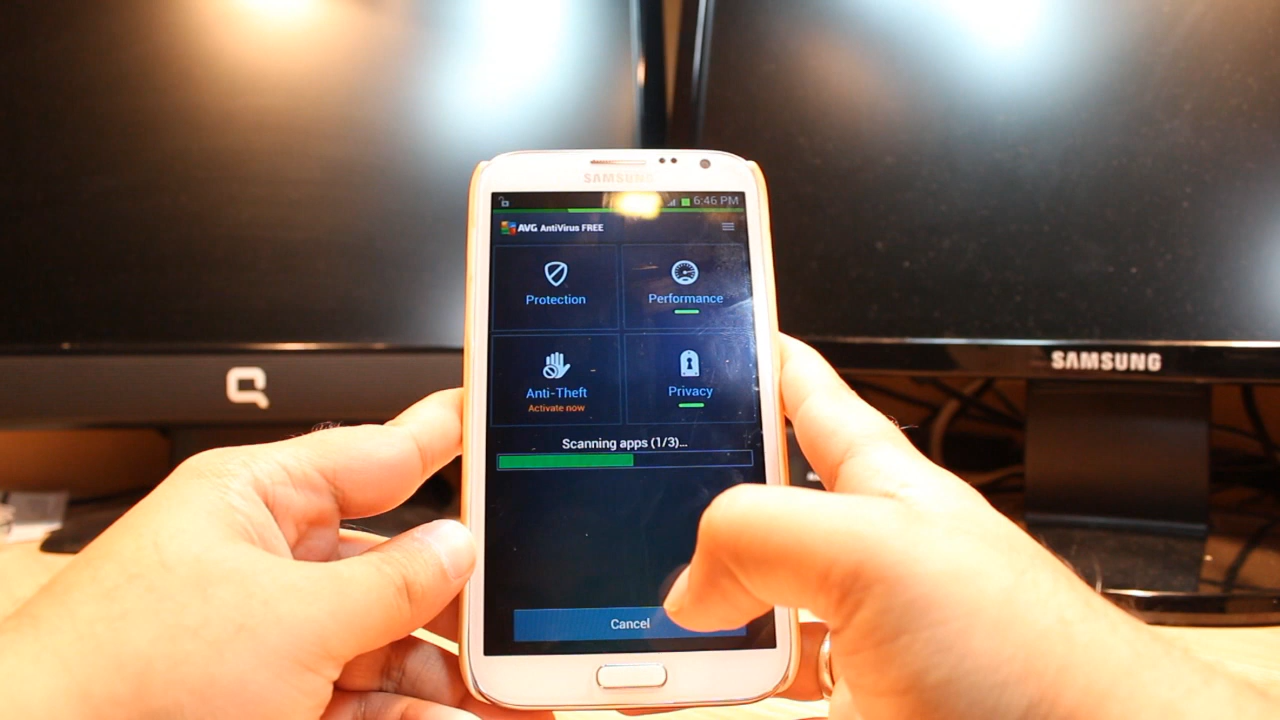 SAMSUNG
6:46 PM
AVG AntiVirus FREE
Protection
Performance
Anti-Theft
Activate now
Privacy
Scanning apps (1/3)...
Cancel
SAMSUNG